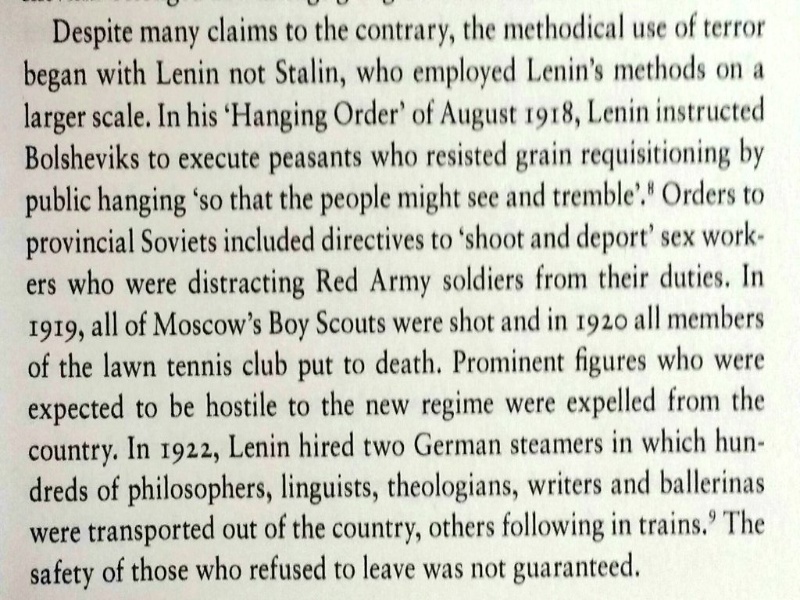 Despite many claims to the contrary, the methodical use of terror
began with Lenin not Stalin, who employed Lenin's methods on a
larger scale. In his 'Hanging Order' of August 1918, Lenin instructed
Bolsheviks to execute peasants who resisted grain requisitioning by
public hanging 'so that the people might see and tremble'.⁸ Orders to
provincial Soviets included directives to 'shoot and deport' sex work-
ers who were distracting Red Army soldiers from their duties. In
1919, all of Moscow's Boy Scouts were shot and in 1920 all members
of the lawn tennis club put to death. Prominent figures who were
expected to be hostile to the new regime were expelled from the
country. In 1922, Lenin hired two German steamers in which hun-
dreds of philosophers, linguists, theologians, writers and ballerinas
were transported out of the country, others following in trains.⁹ The
safety of those who refused to leave was not guaranteed.